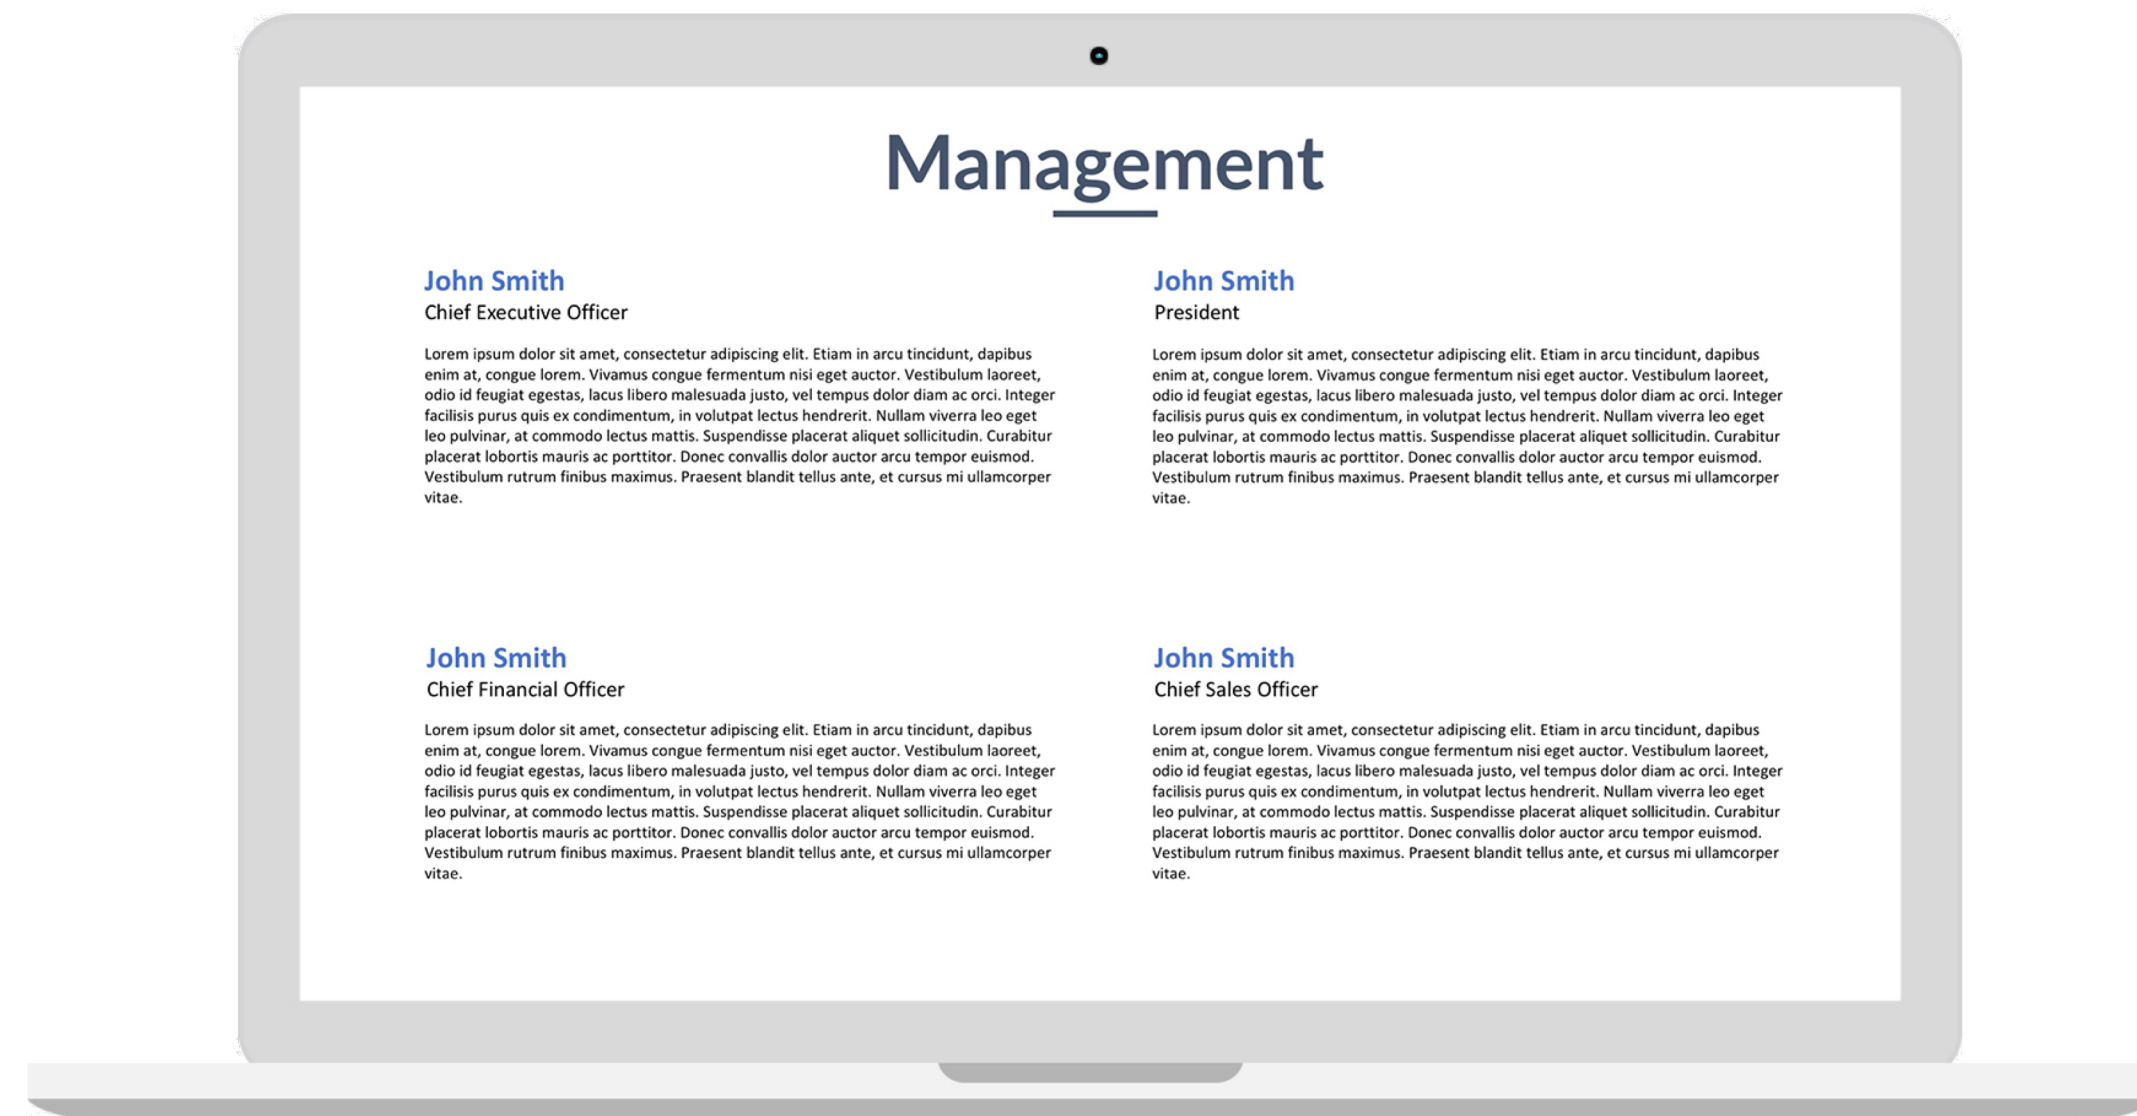 Management
John Smith
Chief Executive Officer
Lorem ipsum dolor sit amet, consectetur adipiscing elit. Etiam in arcu tincidunt, dapibus
enim at, congue lorem. Vivamus congue fermentum nisi eget auctor. Vestibulum laoreet,
odio id feugiat egestas, lacus libero malesuada justo, vel tempus dolor diam ac orci. Integer
facilisis purus quis ex condimentum, in volutpat lectus hendrerit. Nullam viverra leo eget
leo pulvinar, at commodo lectus mattis. Suspendisse placerat aliquet sollicitudin. Curabitur
placerat lobortis mauris ac porttitor. Donec convallis dolor auctor arcu tempor euismod.
Vestibulum rutrum finibus maximus. Praesent blandit tellus ante, et cursus mi ullamcorper
vitae.
John Smith
President
Lorem ipsum dolor sit amet, consectetur adipiscing elit. Etiam in arcu tincidunt, dapibus
enim at, congue lorem. Vivamus congue fermentum nisi eget auctor. Vestibulum laoreet,
odio id feugiat egestas, lacus libero malesuada justo, vel tempus dolor diam ac orci. Integer
facilisis purus quis ex condimentum, in volutpat lectus hendrerit. Nullam viverra leo eget
leo pulvinar, at commodo lectus mattis. Suspendisse placerat aliquet sollicitudin. Curabitur
placerat lobortis mauris ac porttitor. Donec convallis dolor auctor arcu tempor euismod.
Vestibulum rutrum finibus maximus. Praesent blandit tellus ante, et cursus mi ullamcorper
vitae.
John Smith
Chief Financial Officer
Lorem ipsum dolor sit amet, consectetur adipiscing elit. Etiam in arcu tincidunt, dapibus
enim at, congue lorem. Vivamus congue fermentum nisi eget auctor. Vestibulum laoreet,
odio id feugiat egestas, lacus libero malesuada justo, vel tempus dolor diam ac orci. Integer
facilisis purus quis ex condimentum, in volutpat lectus hendrerit. Nullam viverra leo eget
leo pulvinar, at commodo lectus mattis. Suspendisse placerat aliquet sollicitudin. Curabitur
placerat lobortis mauris ac porttitor. Donec convallis dolor auctor arcu tempor euismod.
Vestibulum rutrum finibus maximus. Praesent blandit tellus ante, et cursus mi ullamcorper
vitae.
John Smith
Chief Sales Officer
Lorem ipsum dolor sit amet, consectetur adipiscing elit. Etiam in arcu tincidunt, dapibus
enim at, congue lorem. Vivamus congue fermentum nisi eget auctor. Vestibulum laoreet,
odio id feugiat egestas, lacus libero malesuada justo, vel tempus dolor diam ac orci. Integer
facilisis purus quis ex condimentum, in volutpat lectus hendrerit. Nullam viverra leo eget
leo pulvinar, at commodo lectus mattis. Suspendisse placerat aliquet sollicitudin. Curabitur
placerat lobortis mauris ac porttitor. Donec convallis dolor auctor arcu tempor euismod.
Vestibulum rutrum finibus maximus. Praesent blandit tellus ante, et cursus mi ullamcorper
vitae.